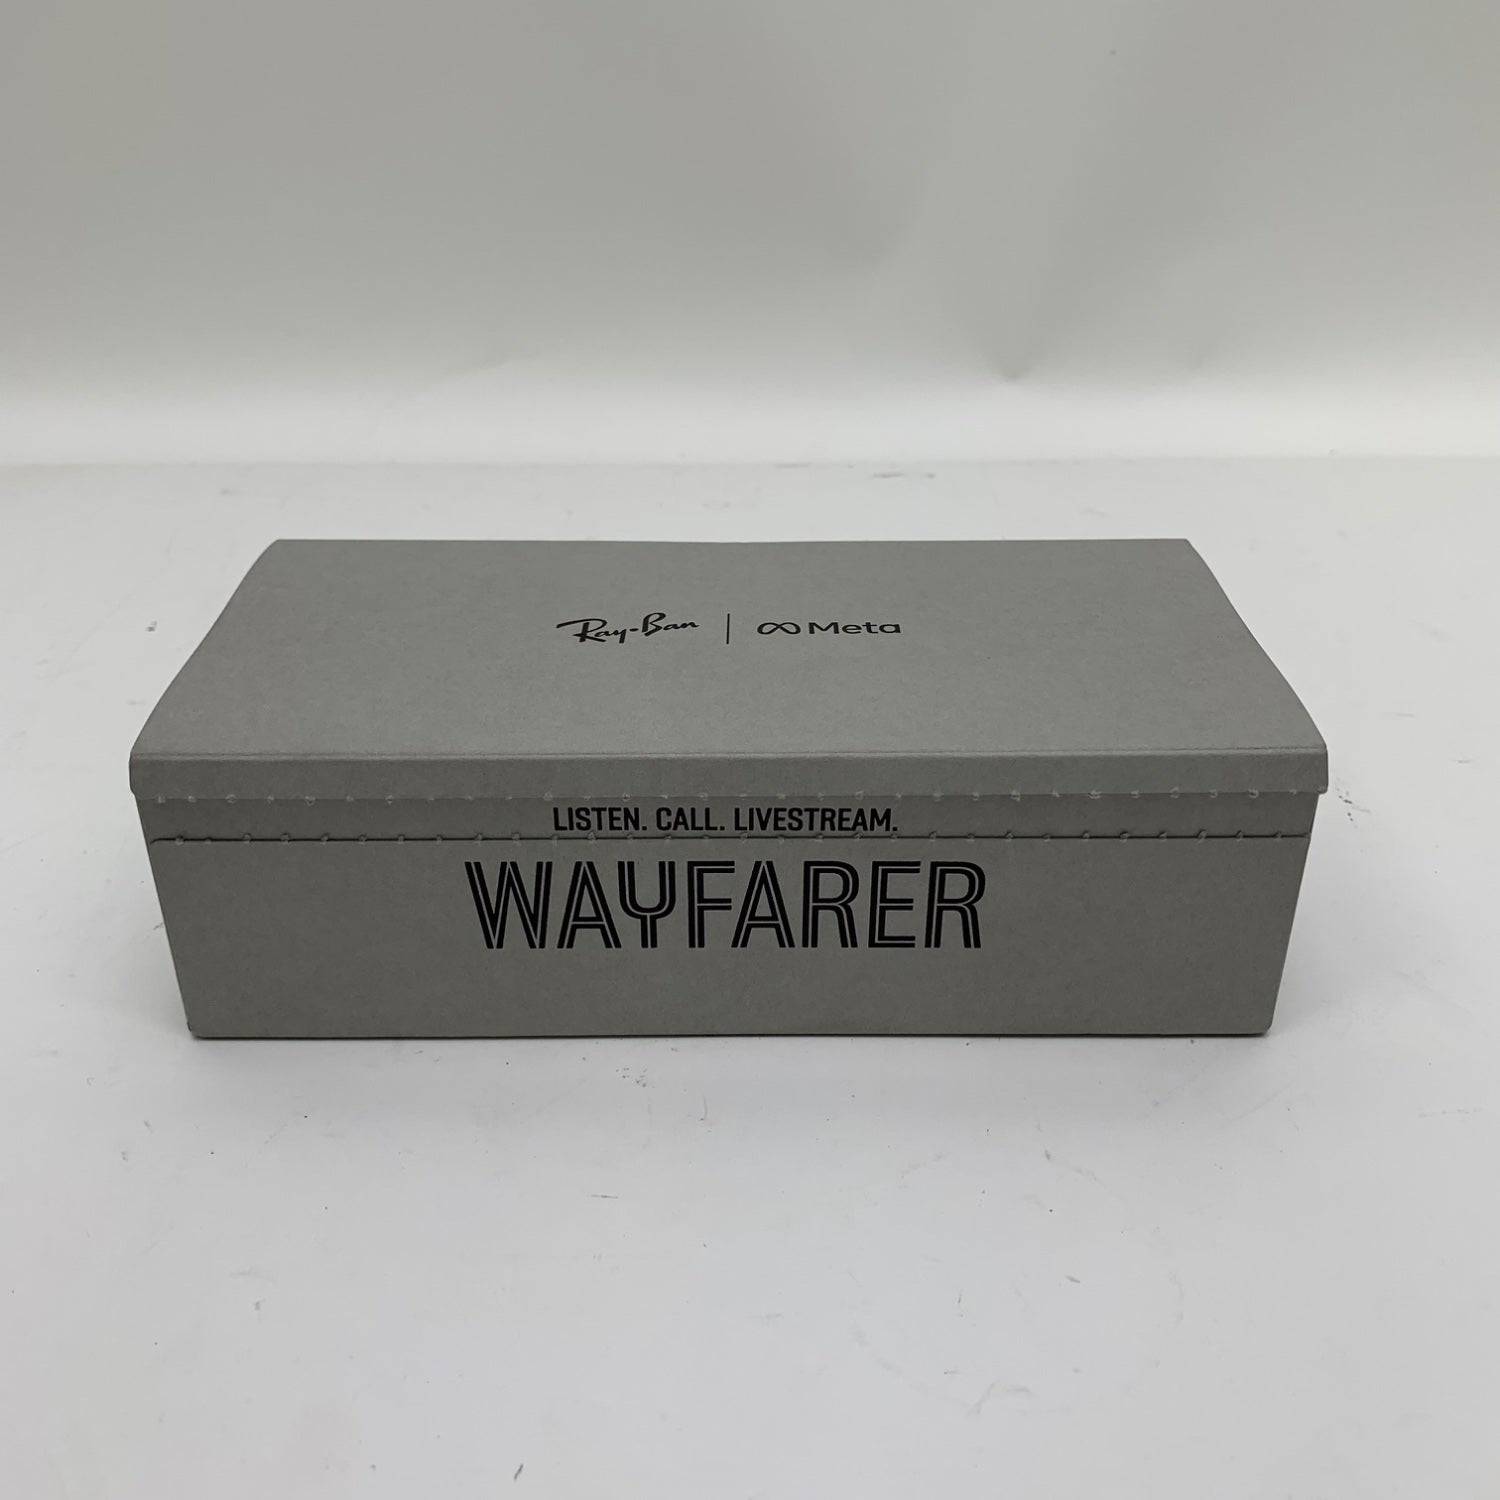 Ray-Ban | Meta
LISTEN. CALL. LIVESTREAM.
WAYFARER